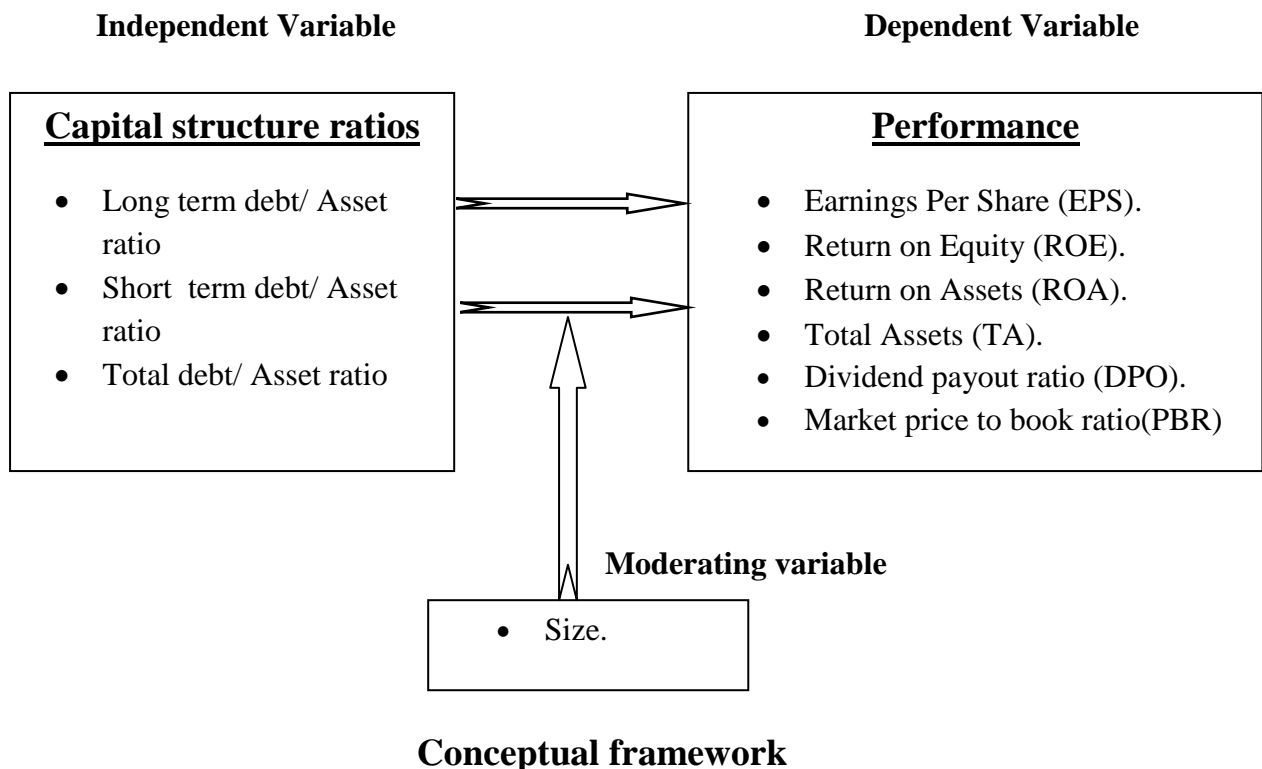 Independent Variable
Dependent Variable
Capital structure ratios
• Long term debt/ Asset
ratio
• Short term debt/ Asset
ratio
• Total debt/ Asset ratio
Performance
• Earnings Per Share (EPS).
• Return on Equity (ROE).
• Return on Assets (ROA).
• Total Assets (TA).
• Dividend payout ratio (DPO).
• Market price to book ratio(PBR)
Moderating variable
• Size.
Conceptual framework